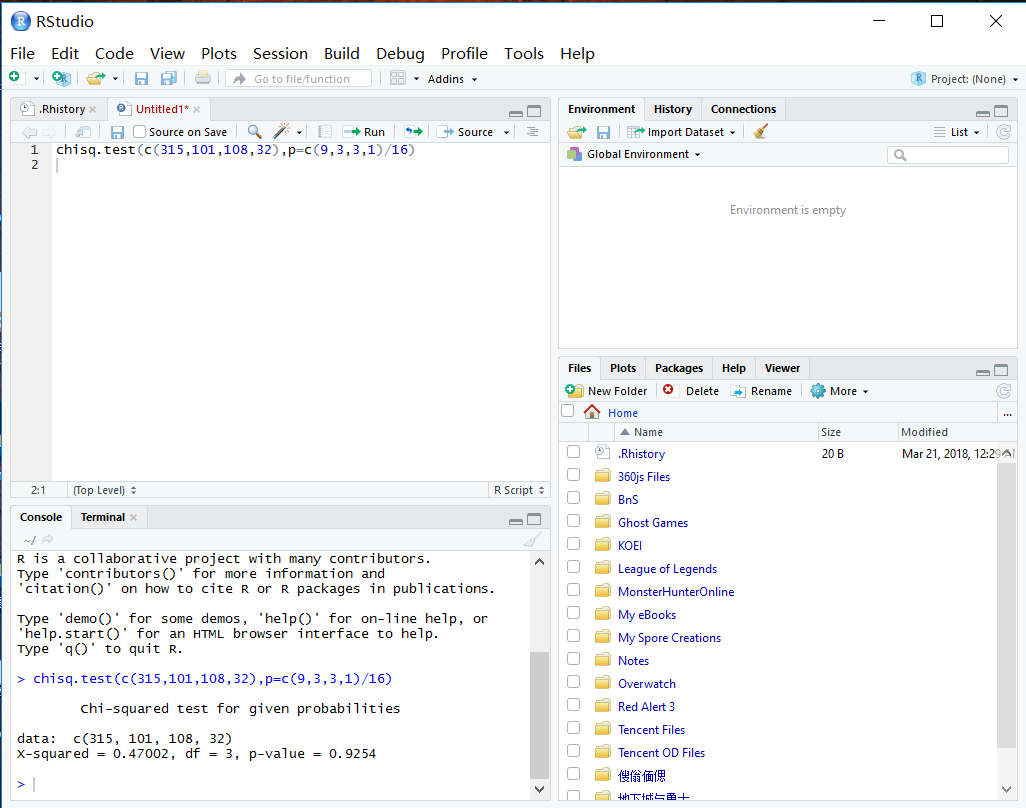 RStudio
File Edit Code View Plots Session Build Debug Profile Tools Help
Go to file/function Addins Project: (None)
.Rhistory Untitled1*
Source on Save Run Source
1 chisq.test(c(315,101,108,32),p=c(9,3,3,1)/16)
2
2:1 (Top Level) R Script
Console Terminal
~/
R is a collaborative project with many contributors.
Type 'contributors()' for more information and
'citation()' on how to cite R or R packages in publications.
Type 'demo()' for some demos, 'help()' for on-line help, or
'help.start()' for an HTML browser interface to help.
Type 'q()' to quit R.
> chisq.test(c(315,101,108,32),p=c(9,3,3,1)/16)
Chi-squared test for given probabilities
data:  c(315, 101, 108, 32)
X-squared = 0.47002, df = 3, p-value = 0.9254
>
Environment History Connections
Import Dataset List
Global Environment
Environment is empty
Files Plots Packages Help Viewer
New Folder Delete Rename More
Home ...
Name Size Modified
.Rhistory 20 B Mar 21, 2018, 12:29
360js Files
BnS
Ghost Games
KOEI
League of Legends
MonsterHunterOnline
My eBooks
My Spore Creations
Notes
Overwatch
Red Alert 3
Tencent Files
Tencent OD Files
地下城与勇士